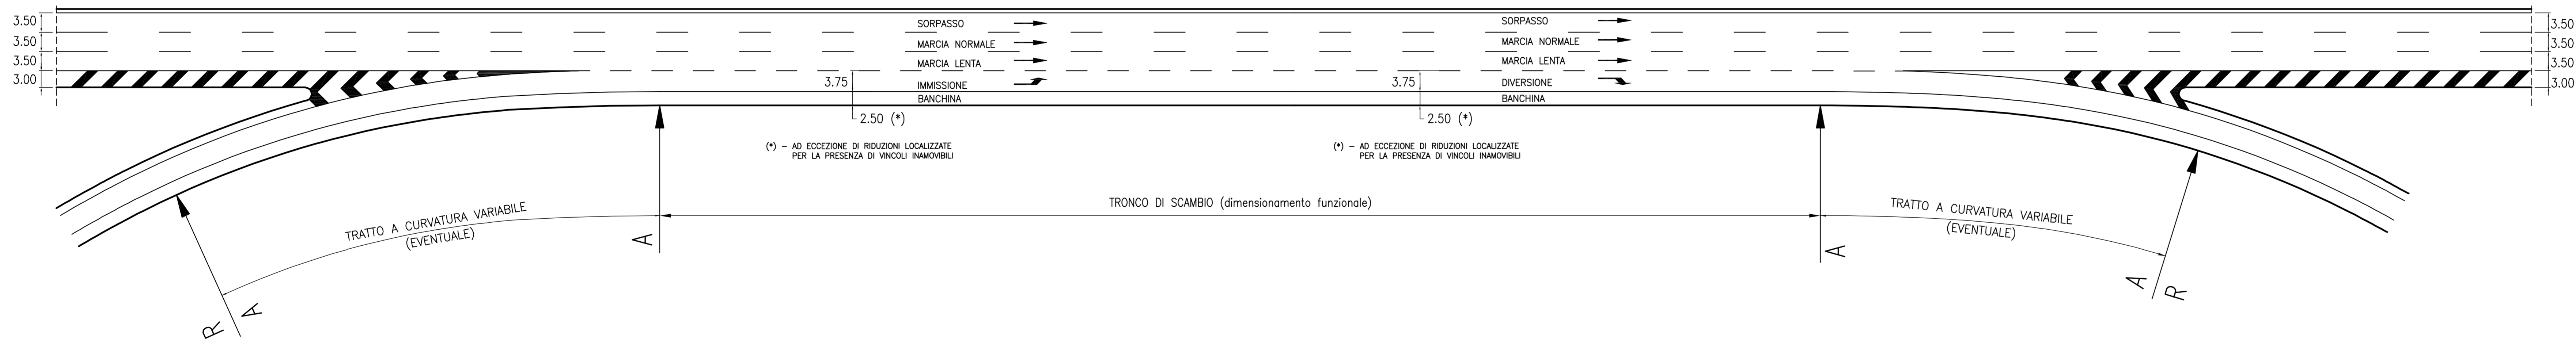 3.50
3.50
3.50
3.00
SORPASSO
MARCIA NORMALE
MARCIA LENTA
IMMISSIONE
BANCHINA
3.75
2.50 (*)
(*) – AD ECCEZIONE DI RIDUZIONI LOCALIZZATE
PER LA PRESENZA DI VINCOLI INAMOVIBILI
SORPASSO
MARCIA NORMALE
MARCIA LENTA
DIVERSIONE
BANCHINA
3.75
2.50 (*)
(*) – AD ECCEZIONE DI RIDUZIONI LOCALIZZATE
PER LA PRESENZA DI VINCOLI INAMOVIBILI
3.50
3.50
3.50
3.00
TRATTO A CURVATURA VARIABILE
(EVENTUALE)
TRONCO DI SCAMBIO (dimensionamento funzionale)
TRATTO A CURVATURA VARIABILE
(EVENTUALE)
R
A
A
A
A
R